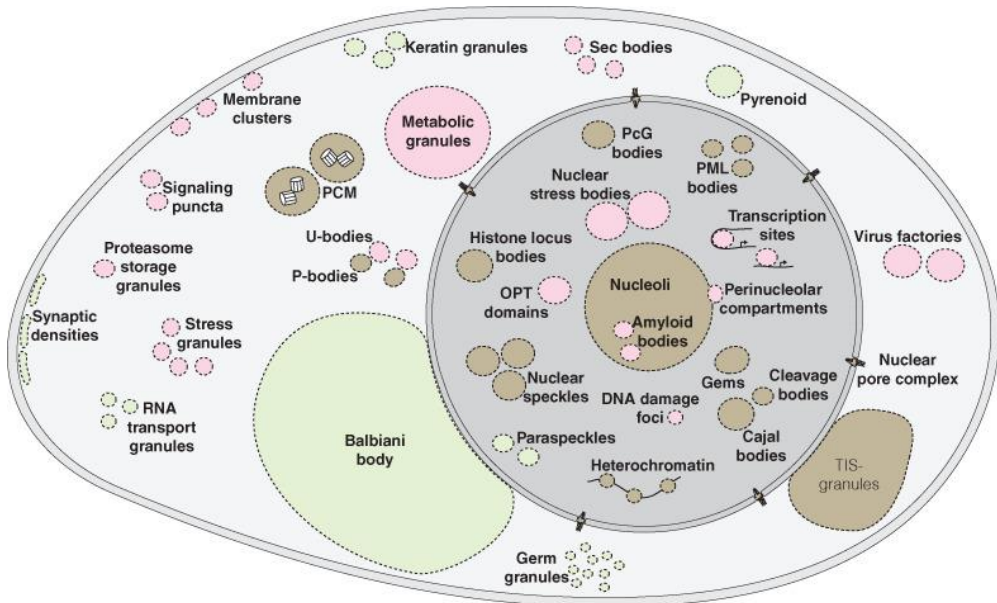 Keratin granules
Sec bodies
Membrane
clusters
Pyrenoid
Metabolic
granules
PcG
bodies
PML
bodies
PCM
Nuclear
stress bodies
Signaling
puncta
Transcription
sites
U-bodies
Histone locus
bodies
Virus factories
Proteasome
storage
granules
P-bodies
Nucleoli
OPT
domains
Perinucleolar
compartments
Synaptic
densities
Stress
granules
Amyloid
bodies
Nuclear
pore complex
Nuclear
speckles
Gems
Cleavage
bodies
DNA damage
foci
RNA
transport
granules
Balbiani
body
Paraspeckles
Cajal
bodies
Heterochromatin
TIS-
granules
Germ
granules